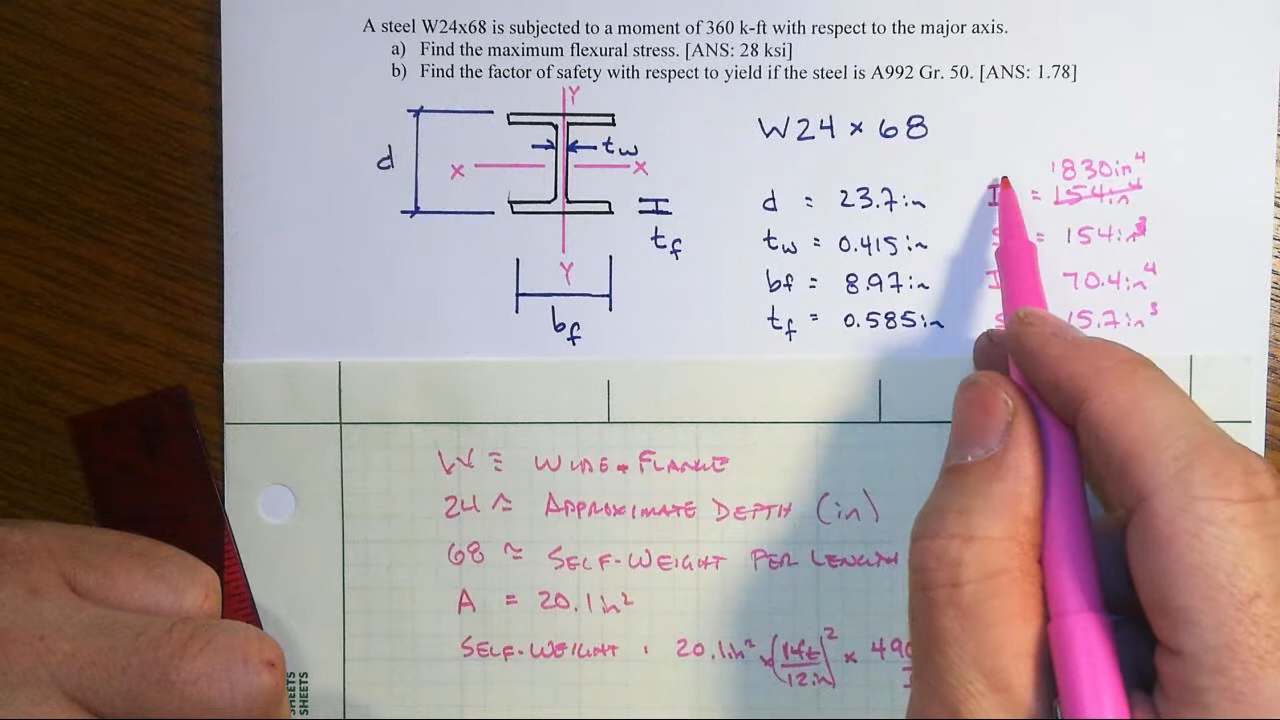 A steel W24x68 is subjected to a moment of 360 k-ft with respect to the major axis.
a) Find the maximum flexural stress. [ANS: 28 ksi]
b) Find the factor of safety with respect to yield if the steel is A992 Gr. 50. [ANS: 1.78]
Y
d
tw
X
X
tf
Y
bf
W24 × 68
1830in⁴
d = 23.7in
I = 154in⁴
tw = 0.415in
= 154in³
bf = 8.97in
I 70.4in⁴
tf = 0.585in
15.7in³
W ≡ WIDE-FLANGE
24 ≈ APPROXIMATE DEPTH (in)
68 ≈ SELF-WEIGHT PER LENGTH
A = 20.1in²
SELF-WEIGHT : 20.1in² × (1ft/12in)² × 490
SHEETS
SHEETS